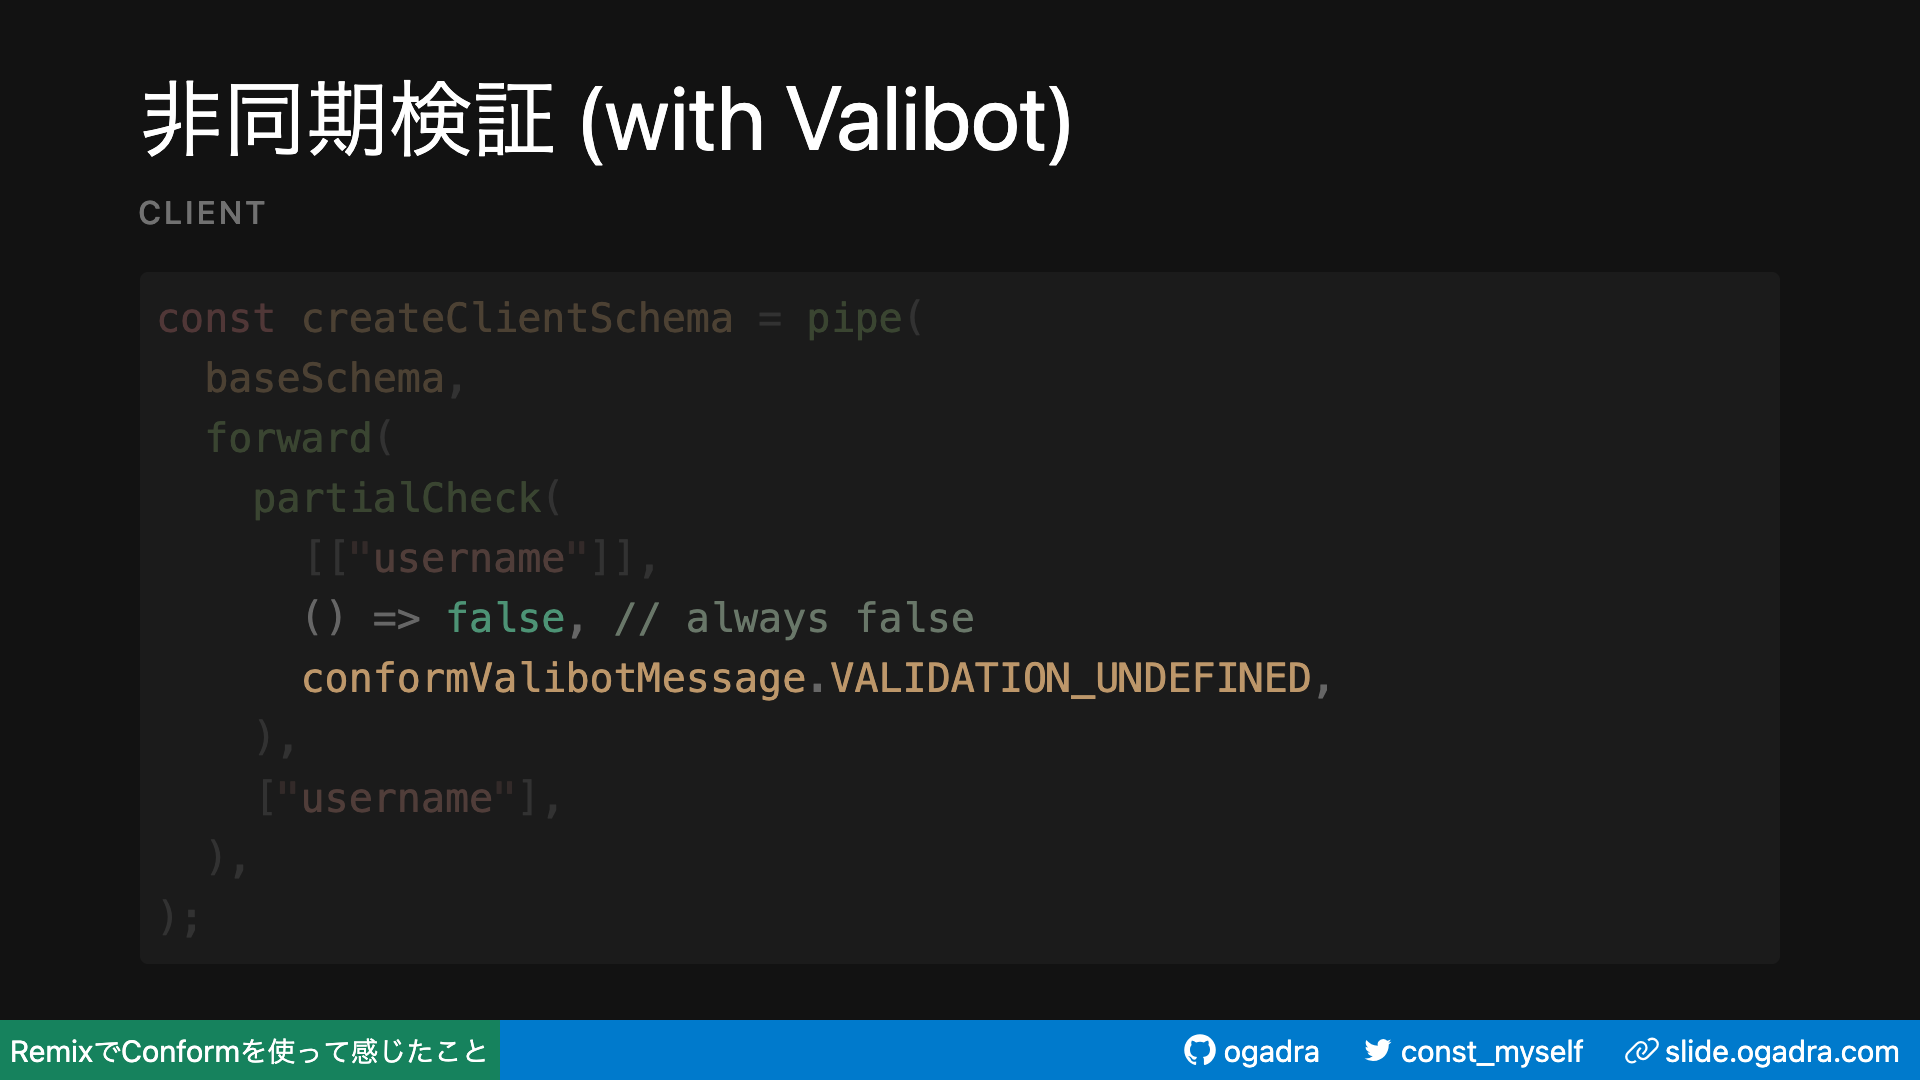 非同期検証 (with Valibot)
CLIENT
const createClientSchema = pipe(
  baseSchema,
  forward(
    partialCheck(
      [["username"]],
      () => false, // always false
      conformValibotMessage.VALIDATION_UNDEFINED,
    ),
    ["username"],
  ),
);
RemixでConformを使って感じたこと
ogadra const_myself slide.ogadra.com